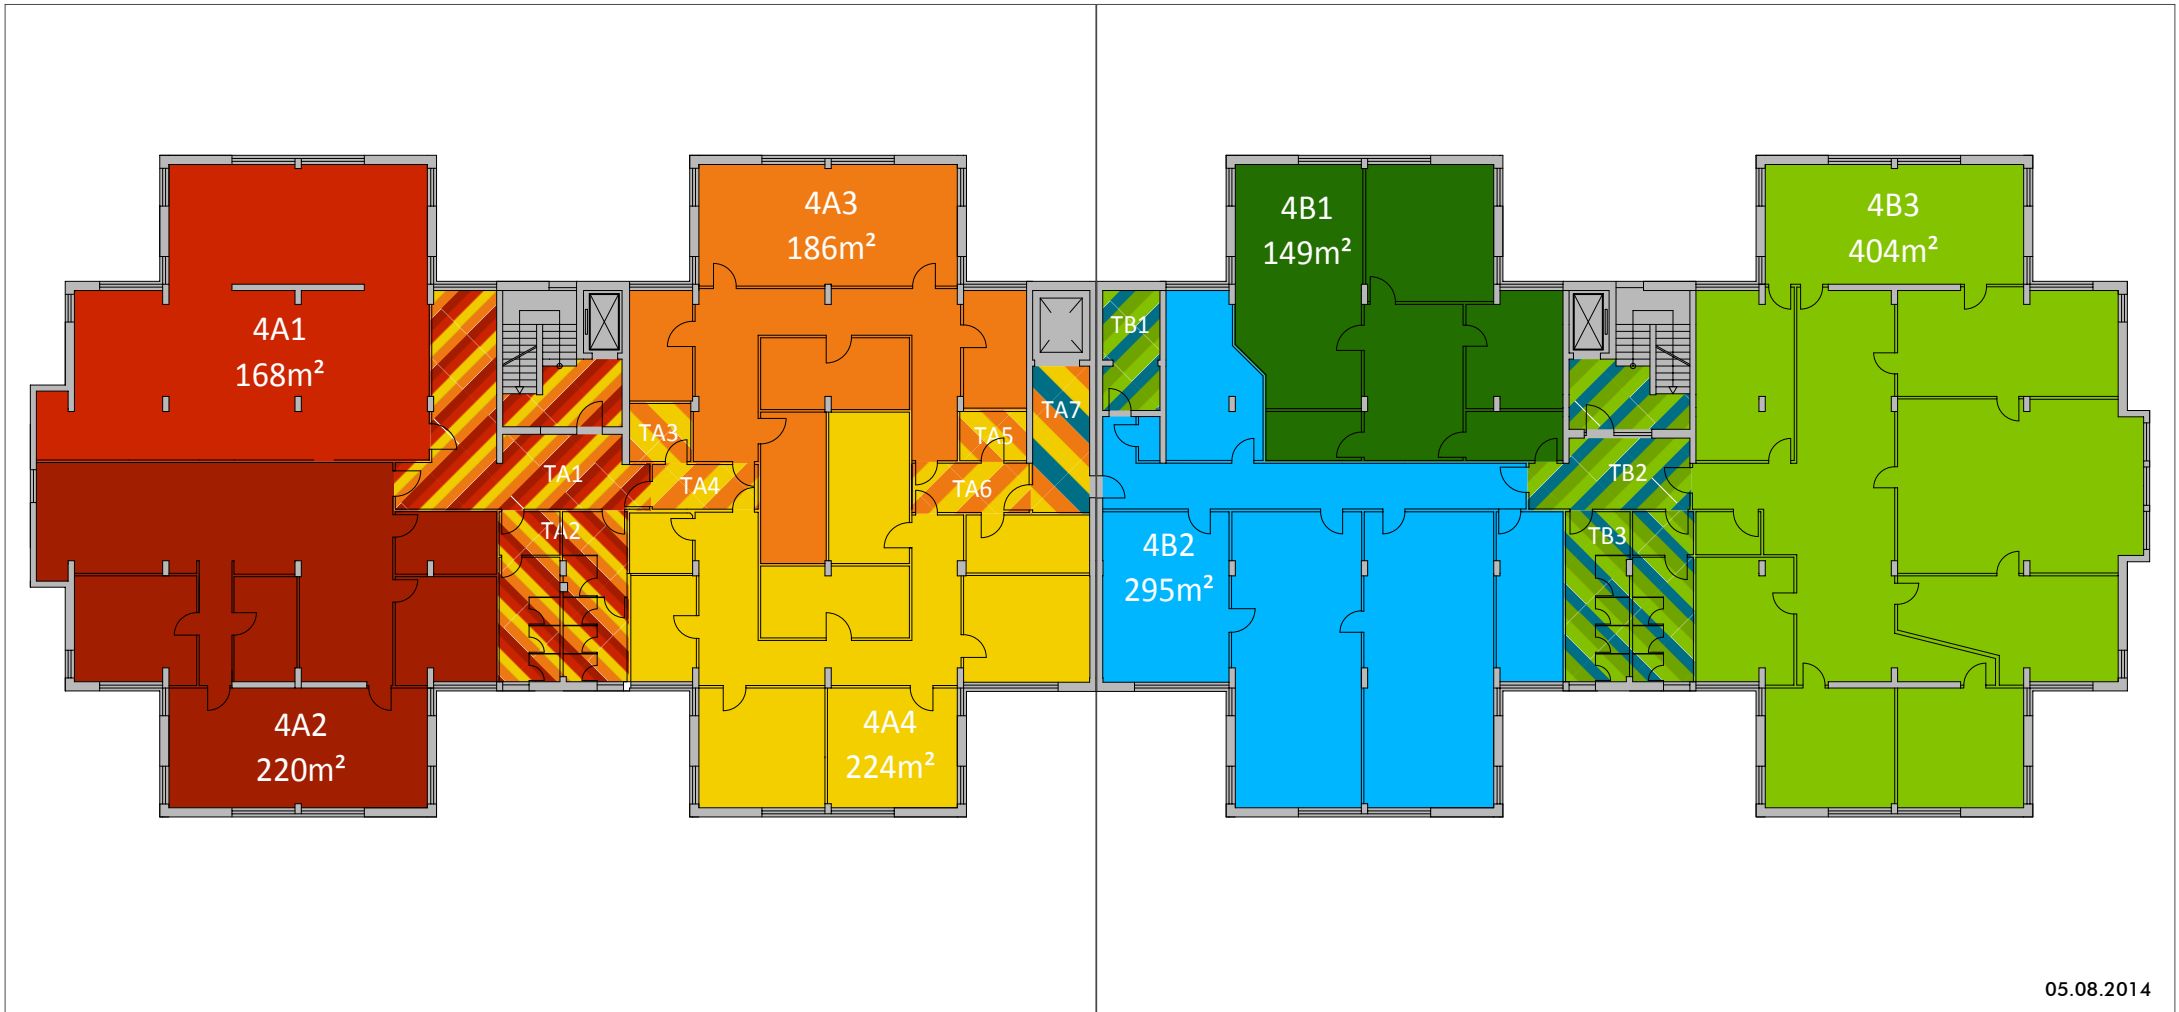 4A1
168m²
4A3
186m²
4B1
149m²
4B3
404m²
TB1
TA7
TA3
TA5
TA1
TA4
TA6
TB2
TA2
TB3
4B2
295m²
4A2
220m²
4A4
224m²
05.08.2014